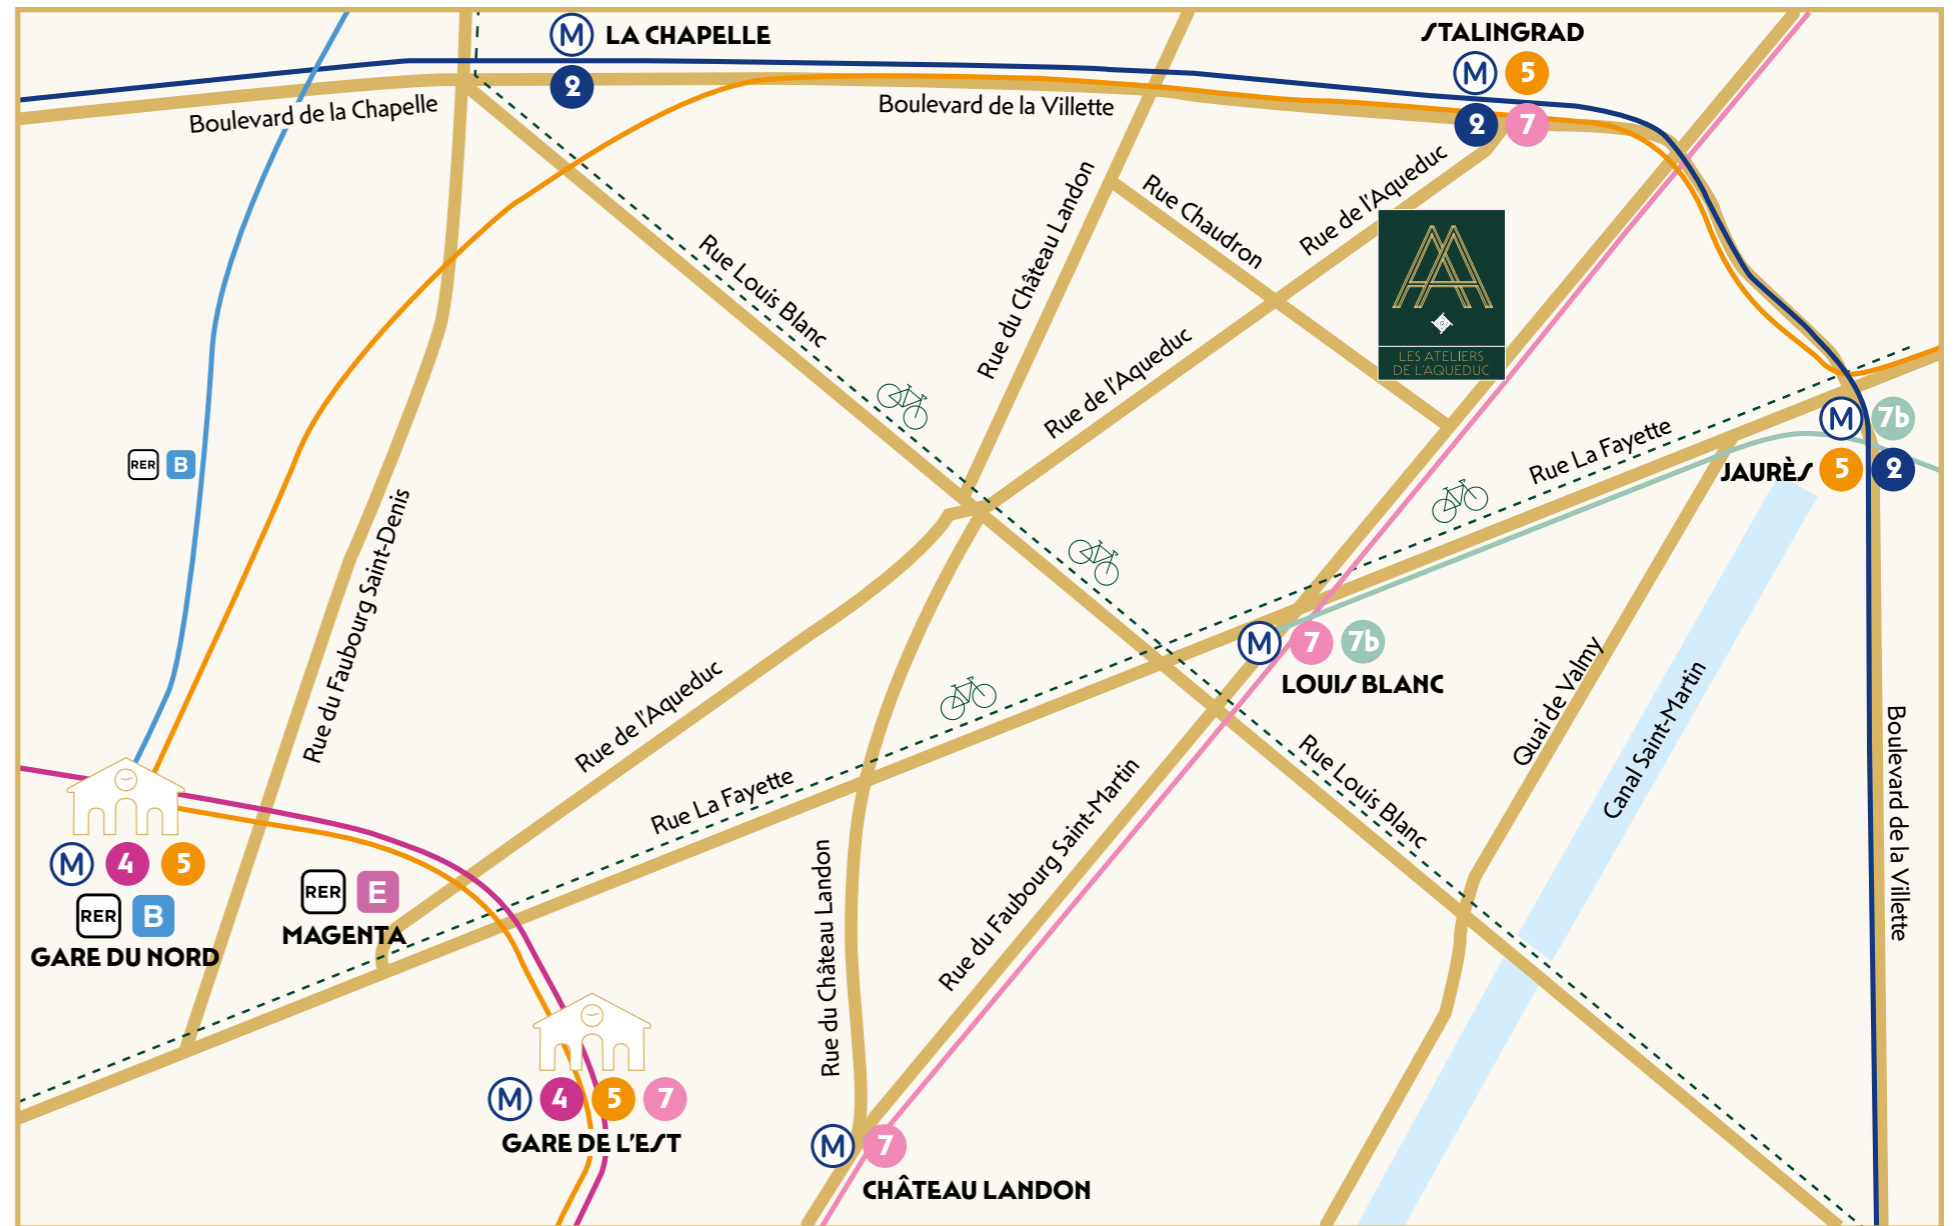 M LA CHAPELLE
2
STALINGRAD
M 5
2 7
Boulevard de la Chapelle
Boulevard de la Villette
Rue Louis Blanc
Rue du Château Landon
Rue Chaudron
Rue de l'Aqueduc
Rue de l'Aqueduc
LES ATELIERS
DE L'AQUEDUC
RER B
Rue du Faubourg Saint-Denis
Rue La Fayette
M 7b
JAURÈS 5 2
M 7 7b
LOUIS BLANC
Rue de l'Aqueduc
Rue La Fayette
Quai de Valmy
Canal Saint-Martin
Boulevard de la Villette
Rue Louis Blanc
Rue du Faubourg Saint-Martin
Rue du Château Landon
M 4 5
RER B
GARE DU NORD
RER E
MAGENTA
M 4 5 7
GARE DE L'EST
M 7
CHÂTEAU LANDON